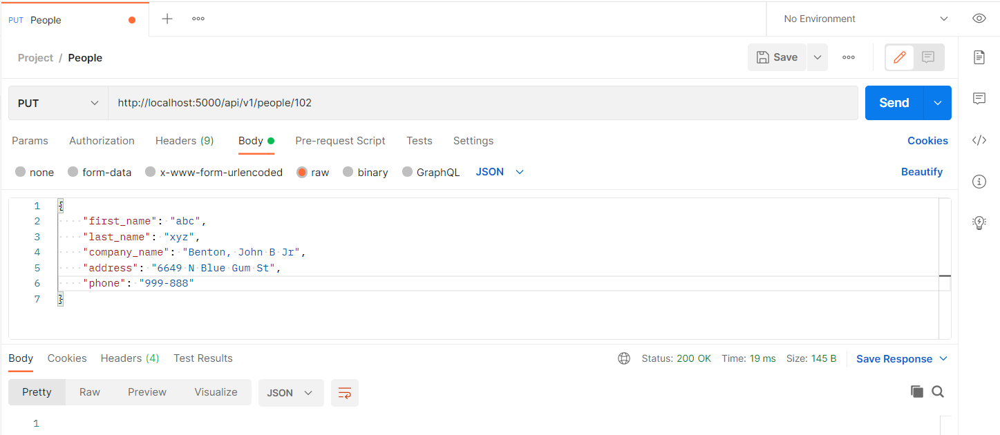 PUT People
No Environment
Project / People
Save
PUT http://localhost:5000/api/v1/people/102 Send
Params Authorization Headers (9) Body Pre-request Script Tests Settings Cookies
none form-data x-www-form-urlencoded raw binary GraphQL JSON Beautify
1 {
2 "first_name": "abc",
3 "last_name": "xyz",
4 "company_name": "Benton, John B Jr",
5 "address": "6649 N Blue Gum St",
6 "phone": "999-888"
7 }
Body Cookies Headers (4) Test Results Status: 200 OK Time: 19 ms Size: 145 B Save Response
Pretty Raw Preview Visualize JSON
1